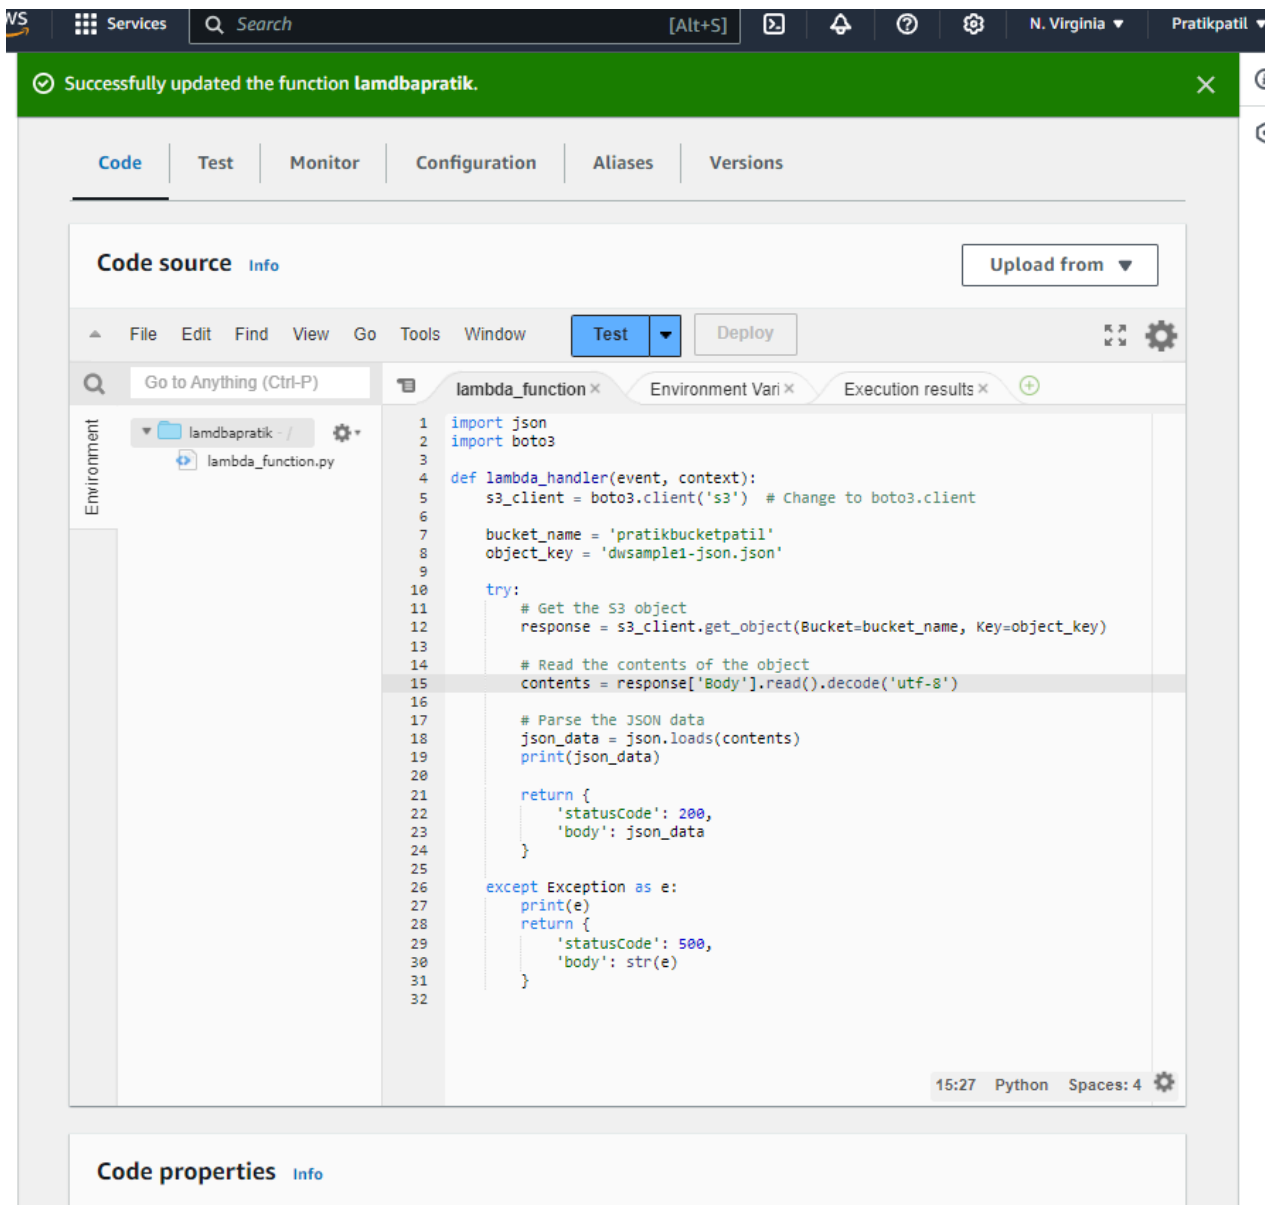 WS Services Search [Alt+S] N. Virginia Pratikpatil
Successfully updated the function lamdbapratik.
Code Test Monitor Configuration Aliases Versions
Code source Info Upload from
File Edit Find View Go Tools Window Test Deploy
Go to Anything (Ctrl-P) lambda_function × Environment Vari × Execution results ×
Environment
lamdbapratik - /
lambda_function.py
1 import json
2 import boto3
3
4 def lambda_handler(event, context):
5     s3_client = boto3.client('s3')  # Change to boto3.client
6
7     bucket_name = 'pratikbucketpatil'
8     object_key = 'dwsample1-json.json'
9
10     try:
11         # Get the S3 object
12         response = s3_client.get_object(Bucket=bucket_name, Key=object_key)
13
14         # Read the contents of the object
15         contents = response['Body'].read().decode('utf-8')
16
17         # Parse the JSON data
18         json_data = json.loads(contents)
19         print(json_data)
20
21         return {
22             'statusCode': 200,
23             'body': json_data
24         }
25
26     except Exception as e:
27         print(e)
28         return {
29             'statusCode': 500,
30             'body': str(e)
31         }
32
15:27 Python Spaces: 4
Code properties Info